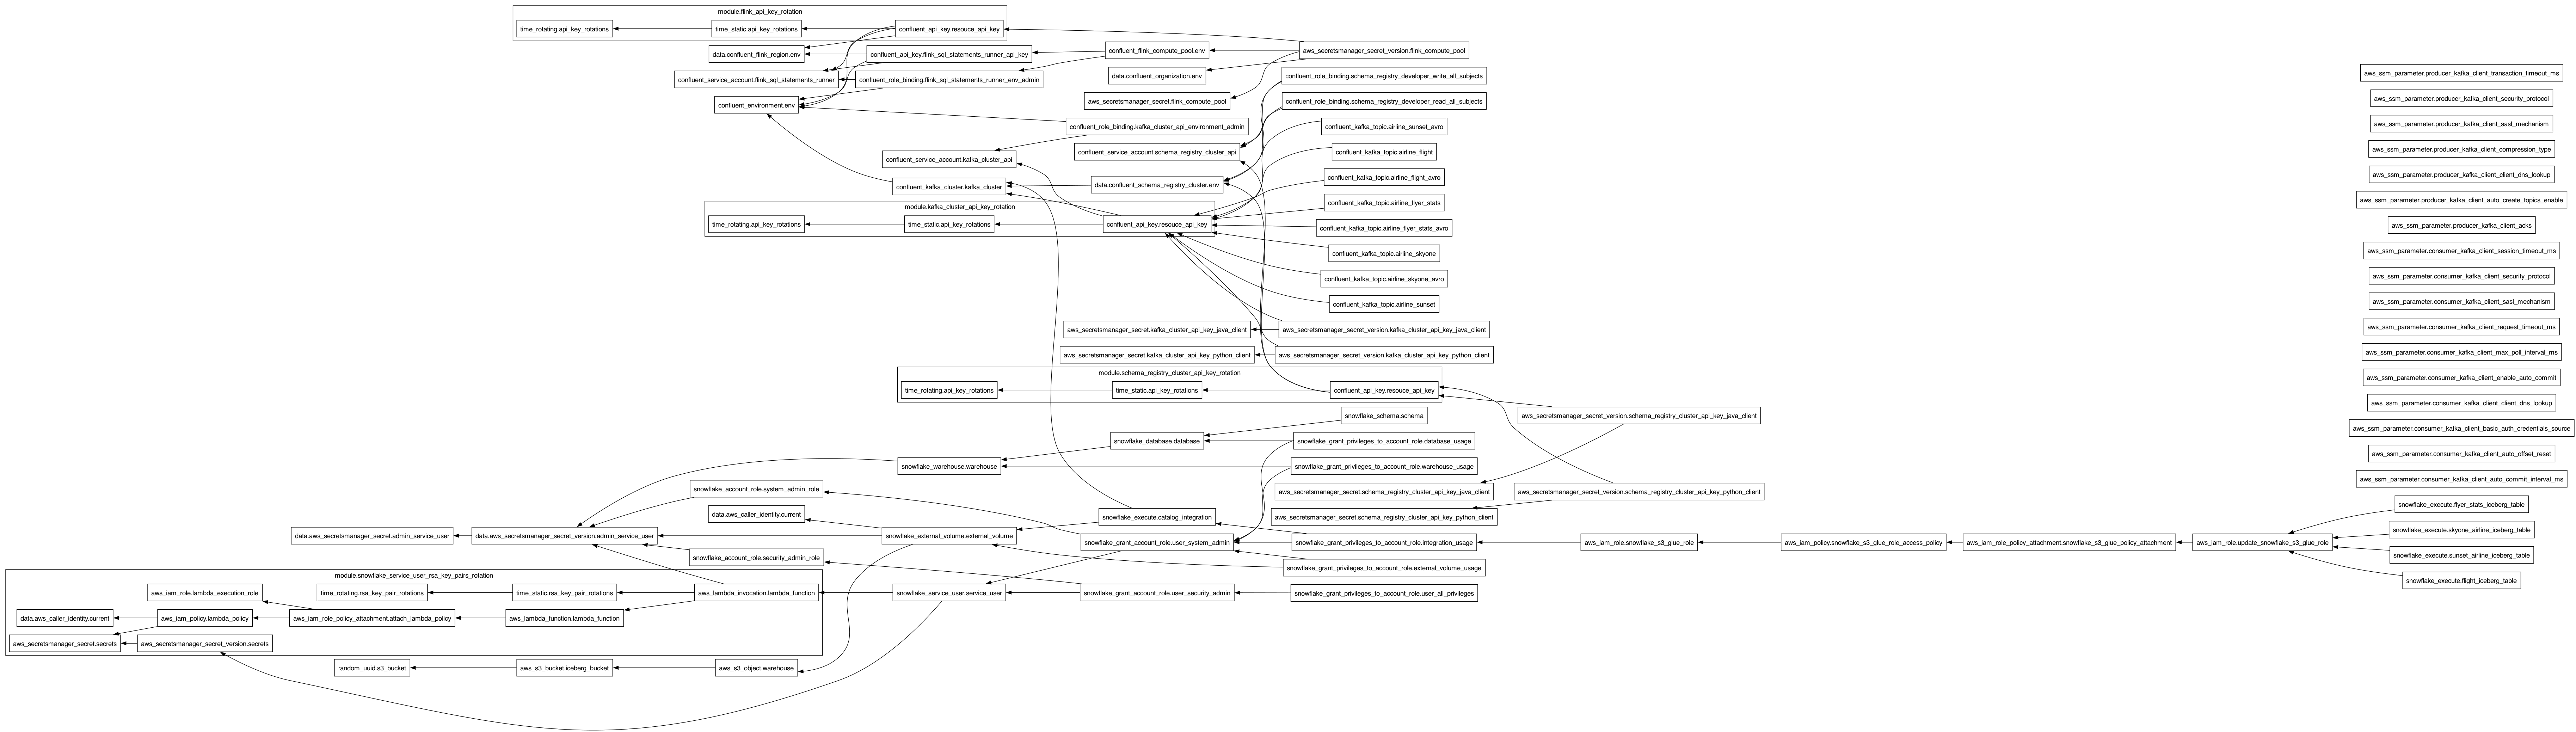 module.flink_api_key_rotation
time_rotating.api_key_rotations
time_static.api_key_rotations
confluent_api_key.resouce_api_key
data.confluent_flink_region.env
confluent_api_key.flink_sql_statements_runner_api_key
confluent_flink_compute_pool.env
aws_secretsmanager_secret_version.flink_compute_pool
confluent_service_account.flink_sql_statements_runner
confluent_role_binding.flink_sql_statements_runner_env_admin
data.confluent_organization.env
confluent_role_binding.schema_registry_developer_write_all_subjects
confluent_environment.env
aws_secretsmanager_secret.flink_compute_pool
confluent_role_binding.schema_registry_developer_read_all_subjects
confluent_role_binding.kafka_cluster_api_environment_admin
confluent_kafka_topic.airline_sunset_avro
confluent_service_account.kafka_cluster_api
confluent_service_account.schema_registry_cluster_api
confluent_kafka_topic.airline_flight
confluent_kafka_cluster.kafka_cluster
data.confluent_schema_registry_cluster.env
confluent_kafka_topic.airline_flight_avro
confluent_kafka_topic.airline_flyer_stats
module.kafka_cluster_api_key_rotation
time_rotating.api_key_rotations
time_static.api_key_rotations
confluent_api_key.resouce_api_key
confluent_kafka_topic.airline_flyer_stats_avro
confluent_kafka_topic.airline_skyone
confluent_kafka_topic.airline_skyone_avro
confluent_kafka_topic.airline_sunset
aws_secretsmanager_secret.kafka_cluster_api_key_java_client
aws_secretsmanager_secret_version.kafka_cluster_api_key_java_client
aws_secretsmanager_secret.kafka_cluster_api_key_python_client
aws_secretsmanager_secret_version.kafka_cluster_api_key_python_client
module.schema_registry_cluster_api_key_rotation
time_rotating.api_key_rotations
time_static.api_key_rotations
confluent_api_key.resouce_api_key
snowflake_schema.schema
aws_secretsmanager_secret_version.schema_registry_cluster_api_key_java_client
snowflake_database.database
snowflake_grant_privileges_to_account_role.database_usage
snowflake_warehouse.warehouse
snowflake_grant_privileges_to_account_role.warehouse_usage
snowflake_account_role.system_admin_role
aws_secretsmanager_secret.schema_registry_cluster_api_key_java_client
aws_secretsmanager_secret_version.schema_registry_cluster_api_key_python_client
data.aws_caller_identity.current
snowflake_execute.catalog_integration
aws_secretsmanager_secret.schema_registry_cluster_api_key_python_client
data.aws_secretsmanager_secret.admin_service_user
data.aws_secretsmanager_secret_version.admin_service_user
snowflake_external_volume.external_volume
snowflake_grant_account_role.user_system_admin
snowflake_grant_privileges_to_account_role.integration_usage
aws_iam_role.snowflake_s3_glue_role
aws_iam_policy.snowflake_s3_glue_role_access_policy
aws_iam_role_policy_attachment.snowflake_s3_glue_policy_attachment
aws_iam_role.update_snowflake_s3_glue_role
snowflake_account_role.security_admin_role
snowflake_grant_privileges_to_account_role.external_volume_usage
module.snowflake_service_user_rsa_key_pairs_rotation
aws_iam_role.lambda_execution_role
time_rotating.rsa_key_pair_rotations
time_static.rsa_key_pair_rotations
aws_lambda_invocation.lambda_function
snowflake_service_user.service_user
snowflake_grant_account_role.user_security_admin
snowflake_grant_privileges_to_account_role.user_all_privileges
data.aws_caller_identity.current
aws_iam_policy.lambda_policy
aws_iam_role_policy_attachment.attach_lambda_policy
aws_lambda_function.lambda_function
aws_secretsmanager_secret.secrets
aws_secretsmanager_secret_version.secrets
random_uuid.s3_bucket
aws_s3_bucket.iceberg_bucket
aws_s3_object.warehouse
aws_ssm_parameter.producer_kafka_client_transaction_timeout_ms
aws_ssm_parameter.producer_kafka_client_security_protocol
aws_ssm_parameter.producer_kafka_client_sasl_mechanism
aws_ssm_parameter.producer_kafka_client_compression_type
aws_ssm_parameter.producer_kafka_client_client_dns_lookup
aws_ssm_parameter.producer_kafka_client_auto_create_topics_enable
aws_ssm_parameter.producer_kafka_client_acks
aws_ssm_parameter.consumer_kafka_client_session_timeout_ms
aws_ssm_parameter.consumer_kafka_client_security_protocol
aws_ssm_parameter.consumer_kafka_client_sasl_mechanism
aws_ssm_parameter.consumer_kafka_client_request_timeout_ms
aws_ssm_parameter.consumer_kafka_client_max_poll_interval_ms
aws_ssm_parameter.consumer_kafka_client_enable_auto_commit
aws_ssm_parameter.consumer_kafka_client_client_dns_lookup
aws_ssm_parameter.consumer_kafka_client_basic_auth_credentials_source
aws_ssm_parameter.consumer_kafka_client_auto_offset_reset
aws_ssm_parameter.consumer_kafka_client_auto_commit_interval_ms
snowflake_execute.flyer_stats_iceberg_table
snowflake_execute.skyone_airline_iceberg_table
snowflake_execute.sunset_airline_iceberg_table
snowflake_execute.flight_iceberg_table